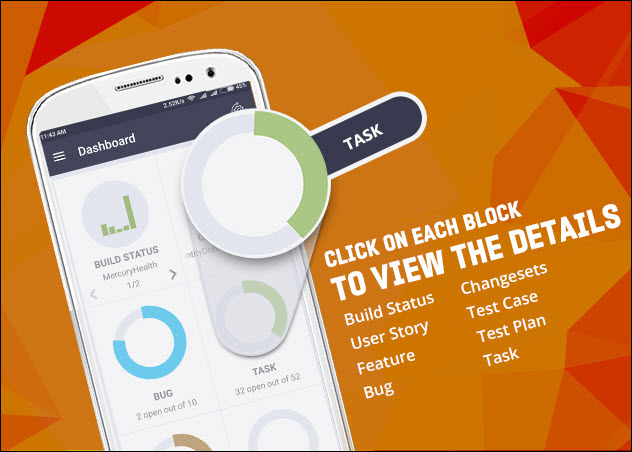 11:43 AM 2.52K/s 45%
Dashboard
TASK
BUILD STATUS
MercuryHealth
1/2
BUG
2 open out of 10
TASK
32 open out of 52
CLICK ON EACH BLOCK
TO VIEW THE DETAILS
Build Status
User Story
Feature
Bug
Changesets
Test Case
Test Plan
Task